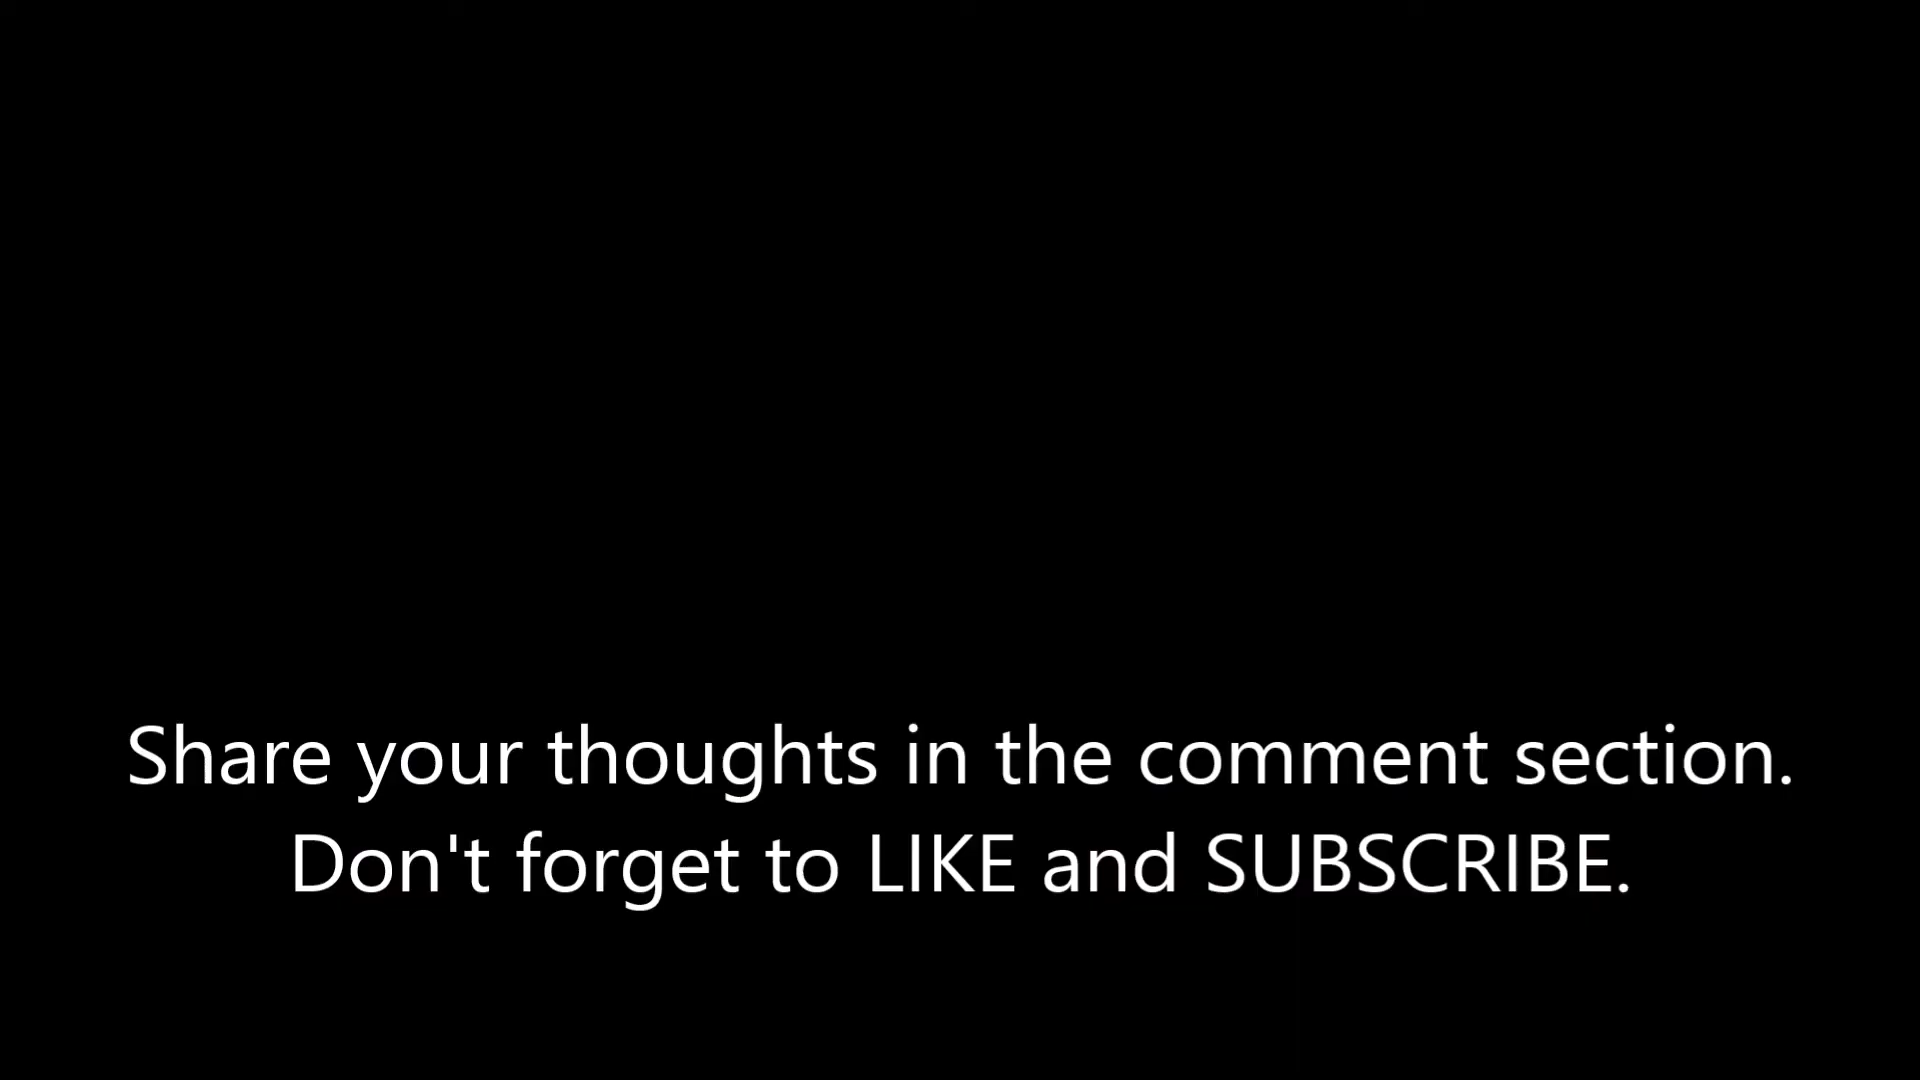 Share your thoughts in the comment section.
Don't forget to LIKE and SUBSCRIBE.